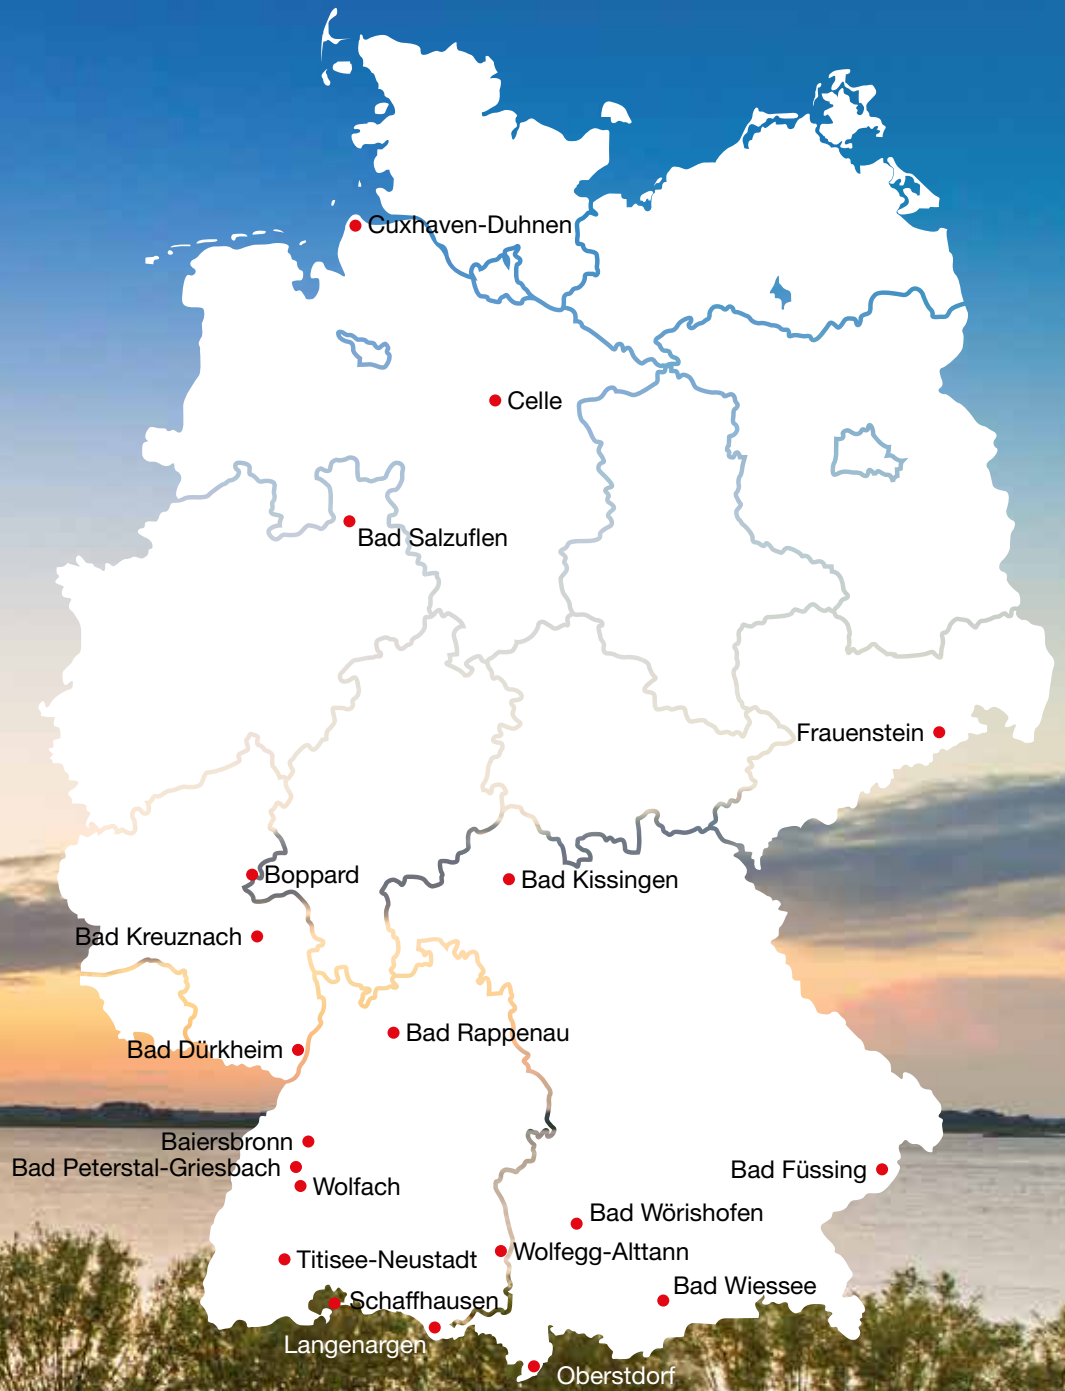 Cuxhaven-Duhnen
Celle
Bad Salzuflen
Frauenstein
Boppard
Bad Kissingen
Bad Kreuznach
Bad Rappenau
Bad Dürkheim
Baiersbronn
Bad Peterstal-Griesbach
Bad Füssing
Wolfach
Bad Wörishofen
Wolfegg-Alttann
Titisee-Neustadt
Bad Wiessee
Schaffhausen
Langenargen
Oberstdorf